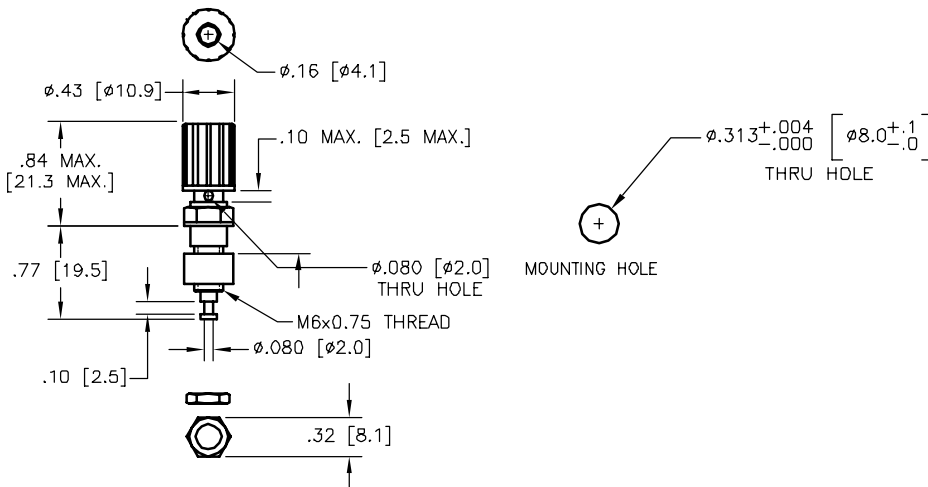 ø.16 [ø4.1]
ø.43 [ø10.9]
.10 MAX. [2.5 MAX.]
.84 MAX.
[21.3 MAX.]
ø.313+.004 -.000 [ø8.0+.1 -.0]
THRU HOLE
.77 [19.5]
ø.080 [ø2.0]
THRU HOLE
MOUNTING HOLE
M6x0.75 THREAD
ø.080 [ø2.0]
.10 [2.5]
.32 [8.1]